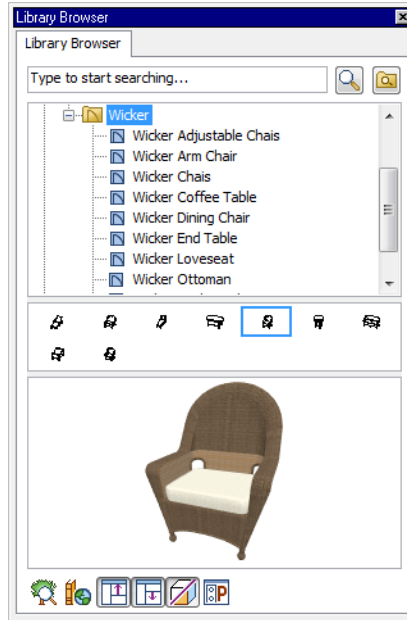 Library Browser
Library Browser
Type to start searching...
Wicker
Wicker Adjustable Chais
Wicker Arm Chair
Wicker Chais
Wicker Coffee Table
Wicker Dining Chair
Wicker End Table
Wicker Loveseat
Wicker Ottoman
P